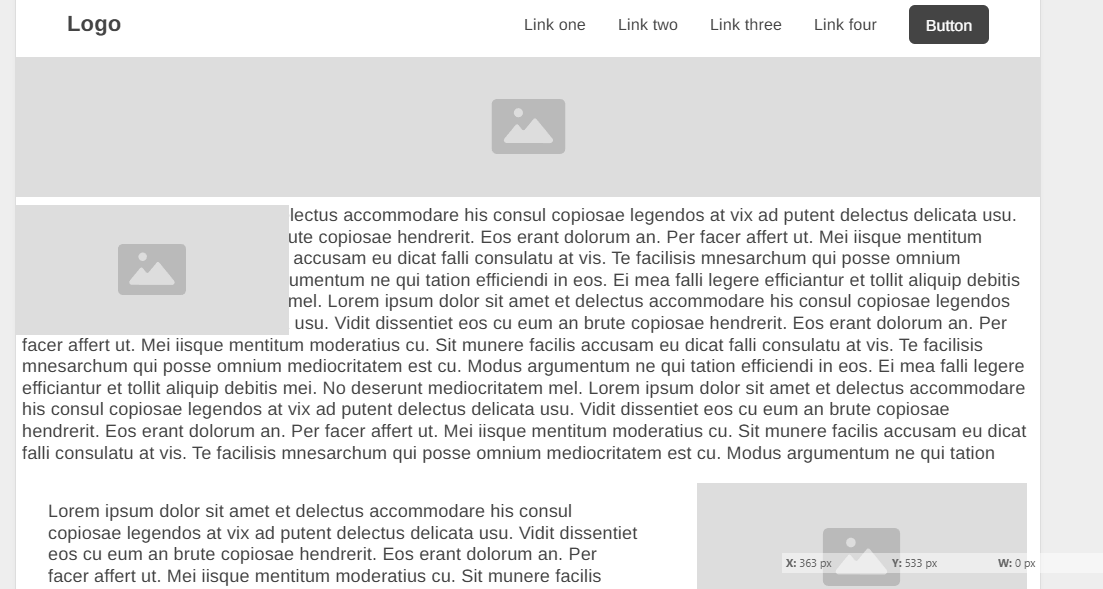 Logo
Link one
Link two
Link three
Link four
Button
lectus accommodare his consul copiosae legendos at vix ad putent delectus delicata usu.
ute copiosae hendrerit. Eos erant dolorum an. Per facer affert ut. Mei iisque mentitum
accusam eu dicat falli consulatu at vis. Te facilisis mnesarchum qui posse omnium
umentum ne qui tation efficiendi in eos. Ei mea falli legere efficiantur et tollit aliquip debitis
mel. Lorem ipsum dolor sit amet et delectus accommodare his consul copiosae legendos
usu. Vidit dissentiet eos cu eum an brute copiosae hendrerit. Eos erant dolorum an. Per
facer affert ut. Mei iisque mentitum moderatius cu. Sit munere facilis accusam eu dicat falli consulatu at vis. Te facilisis
mnesarchum qui posse omnium mediocritatem est cu. Modus argumentum ne qui tation efficiendi in eos. Ei mea falli legere
efficiantur et tollit aliquip debitis mei. No deserunt mediocritatem mel. Lorem ipsum dolor sit amet et delectus accommodare
his consul copiosae legendos at vix ad putent delectus delicata usu. Vidit dissentiet eos cu eum an brute copiosae
hendrerit. Eos erant dolorum an. Per facer affert ut. Mei iisque mentitum moderatius cu. Sit munere facilis accusam eu dicat
falli consulatu at vis. Te facilisis mnesarchum qui posse omnium mediocritatem est cu. Modus argumentum ne qui tation
Lorem ipsum dolor sit amet et delectus accommodare his consul
copiosae legendos at vix ad putent delectus delicata usu. Vidit dissentiet
eos cu eum an brute copiosae hendrerit. Eos erant dolorum an. Per
facer affert ut. Mei iisque mentitum moderatius cu. Sit munere facilis
X: 363 px Y: 533 px W: 0 px